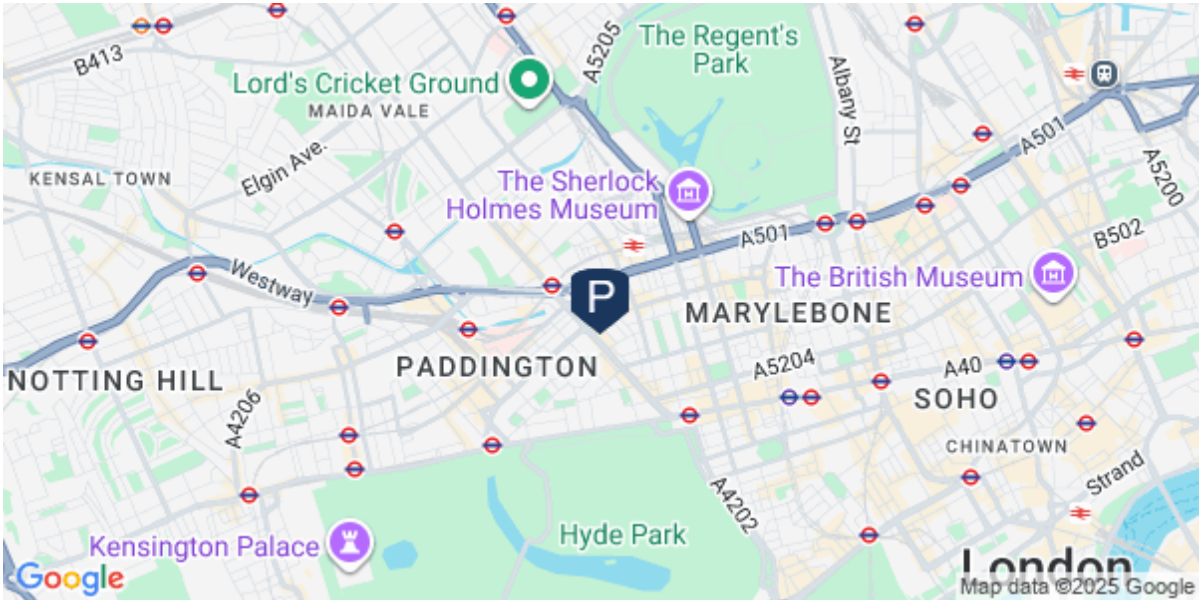 The Regent's
Park
B413
A5205
Albany St
Lord's Cricket Ground
MAIDA VALE
A501
Elgin Ave.
KENSAL TOWN
A5200
The Sherlock
Holmes Museum
A501
B502
Westway
The British Museum
P
MARYLEBONE
PADDINGTON
A5204
A40
NOTTING HILL
SOHO
A4206
CHINATOWN
Strand
A4202
Hyde Park
Kensington Palace
London
Google
Map data ©2025 Google